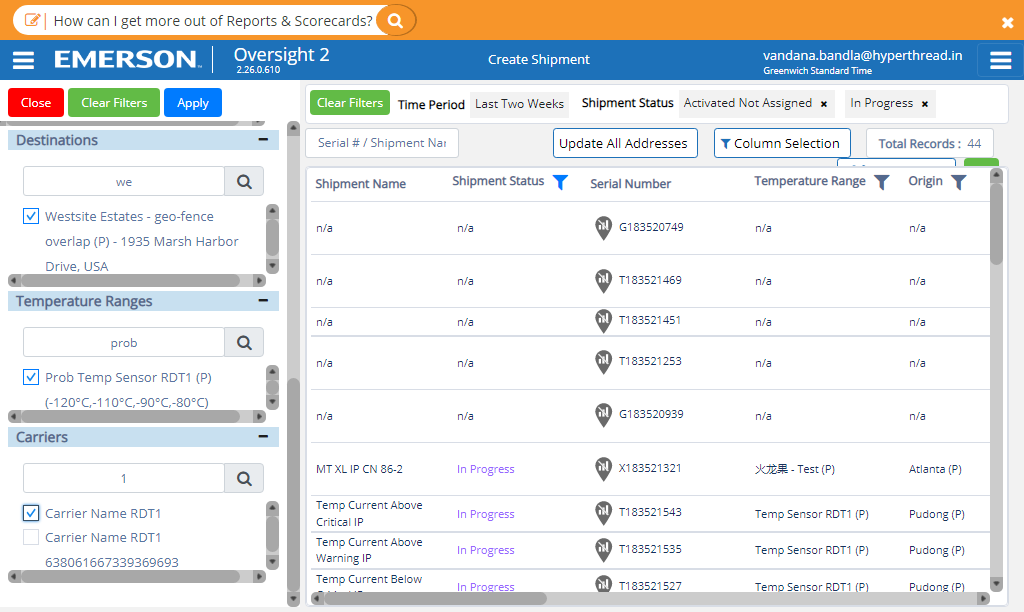 How can I get more out of Reports & Scorecards?
EMERSON
Oversight 2
2.26.0.610
Create Shipment
vandana.bandla@hyperthread.in
Greenwich Standard Time
Close
Clear Filters
Apply
Destinations
we
Westsite Estates - geo-fence
overlap (P) - 1935 Marsh Harbor
Drive, USA
Temperature Ranges
prob
Prob Temp Sensor RDT1 (P)
(-120°C,-110°C,-90°C,-80°C)
Carriers
1
Carrier Name RDT1
Carrier Name RDT1
638061667339369693
Clear Filters
Time Period
Last Two Weeks
Shipment Status
Activated Not Assigned ×
In Progress ×
Serial # / Shipment Nar
Update All Addresses
Column Selection
Total Records : 44
Shipment Name Shipment Status Serial Number Temperature Range Origin
n/a n/a G183520749 n/a n/a
n/a n/a T183521469 n/a n/a
n/a n/a T183521451 n/a n/a
n/a n/a T183521253 n/a n/a
n/a n/a G183520939 n/a n/a
MT XL IP CN 86-2 In Progress X183521321 火龙果 - Test (P) Atlanta (P)
Temp Current Above
Critical IP In Progress T183521543 Temp Sensor RDT1 (P) Pudong (P)
Temp Current Above
Warning IP In Progress T183521535 Temp Sensor RDT1 (P) Pudong (P)
Temp Current Below
In Progress T183521527 Temp Sensor RDT1 (P) Pudong (P)